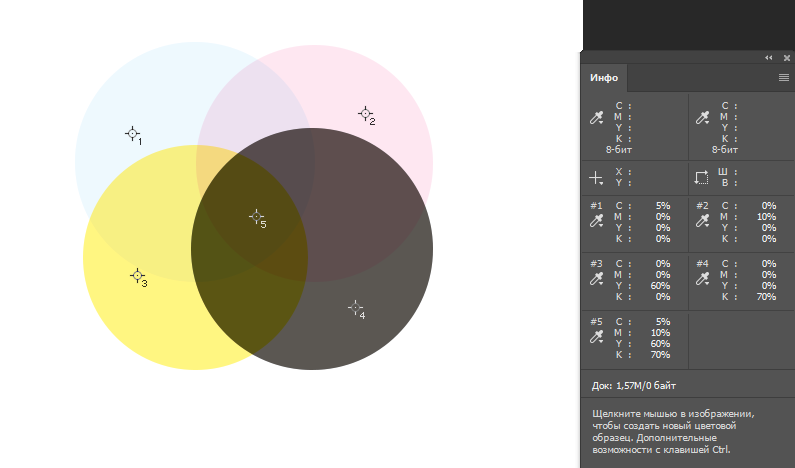 1
2
3
4
5
Инфо
C :
M :
Y :
K :
8-бит
C :
M :
Y :
K :
8-бит
X :
Y :
Ш :
В :
#1 C : 5%
M : 0%
Y : 0%
K : 0%
#2 C : 0%
M : 10%
Y : 0%
K : 0%
#3 C : 0%
M : 0%
Y : 60%
K : 0%
#4 C : 0%
M : 0%
Y : 0%
K : 70%
#5 C : 5%
M : 10%
Y : 60%
K : 70%
Док: 1,57M/0 байт
Щелкните мышью в изображении,
чтобы создать новый цветовой
образец. Дополнительные
возможности с клавишей Ctrl.